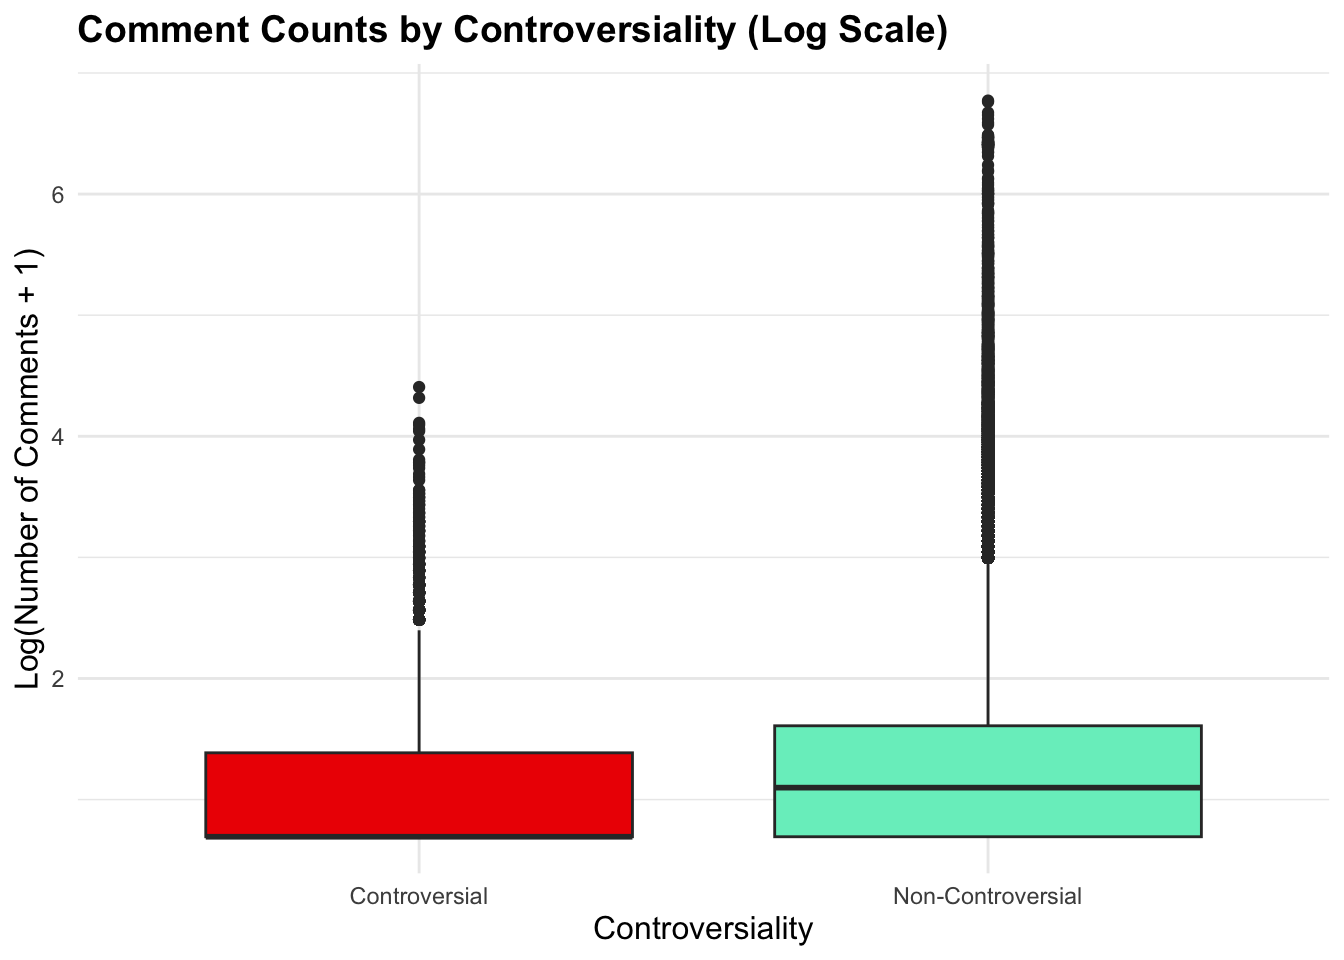 Comment Counts by Controversiality (Log Scale)
Log(Number of Comments + 1)
6
4
2
Controversial
Non-Controversial
Controversiality